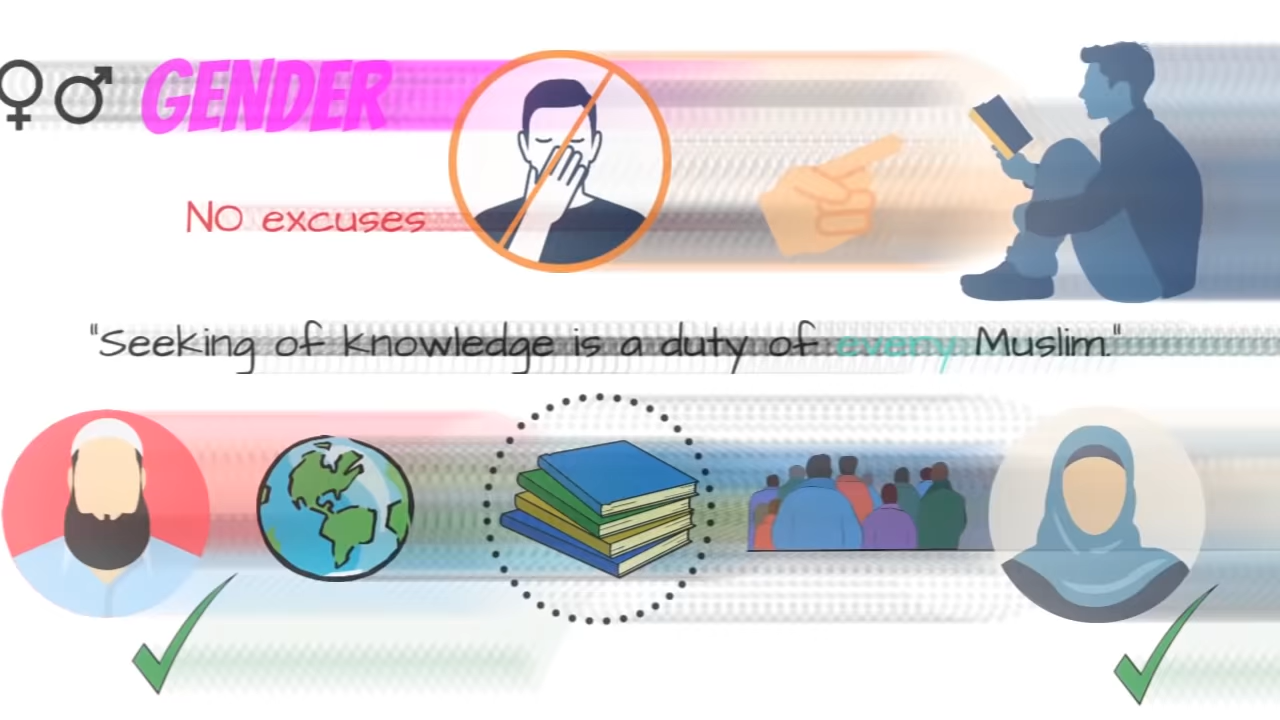 GENDER
NO excuses
"Seeking of knowledge is a duty of every Muslim."